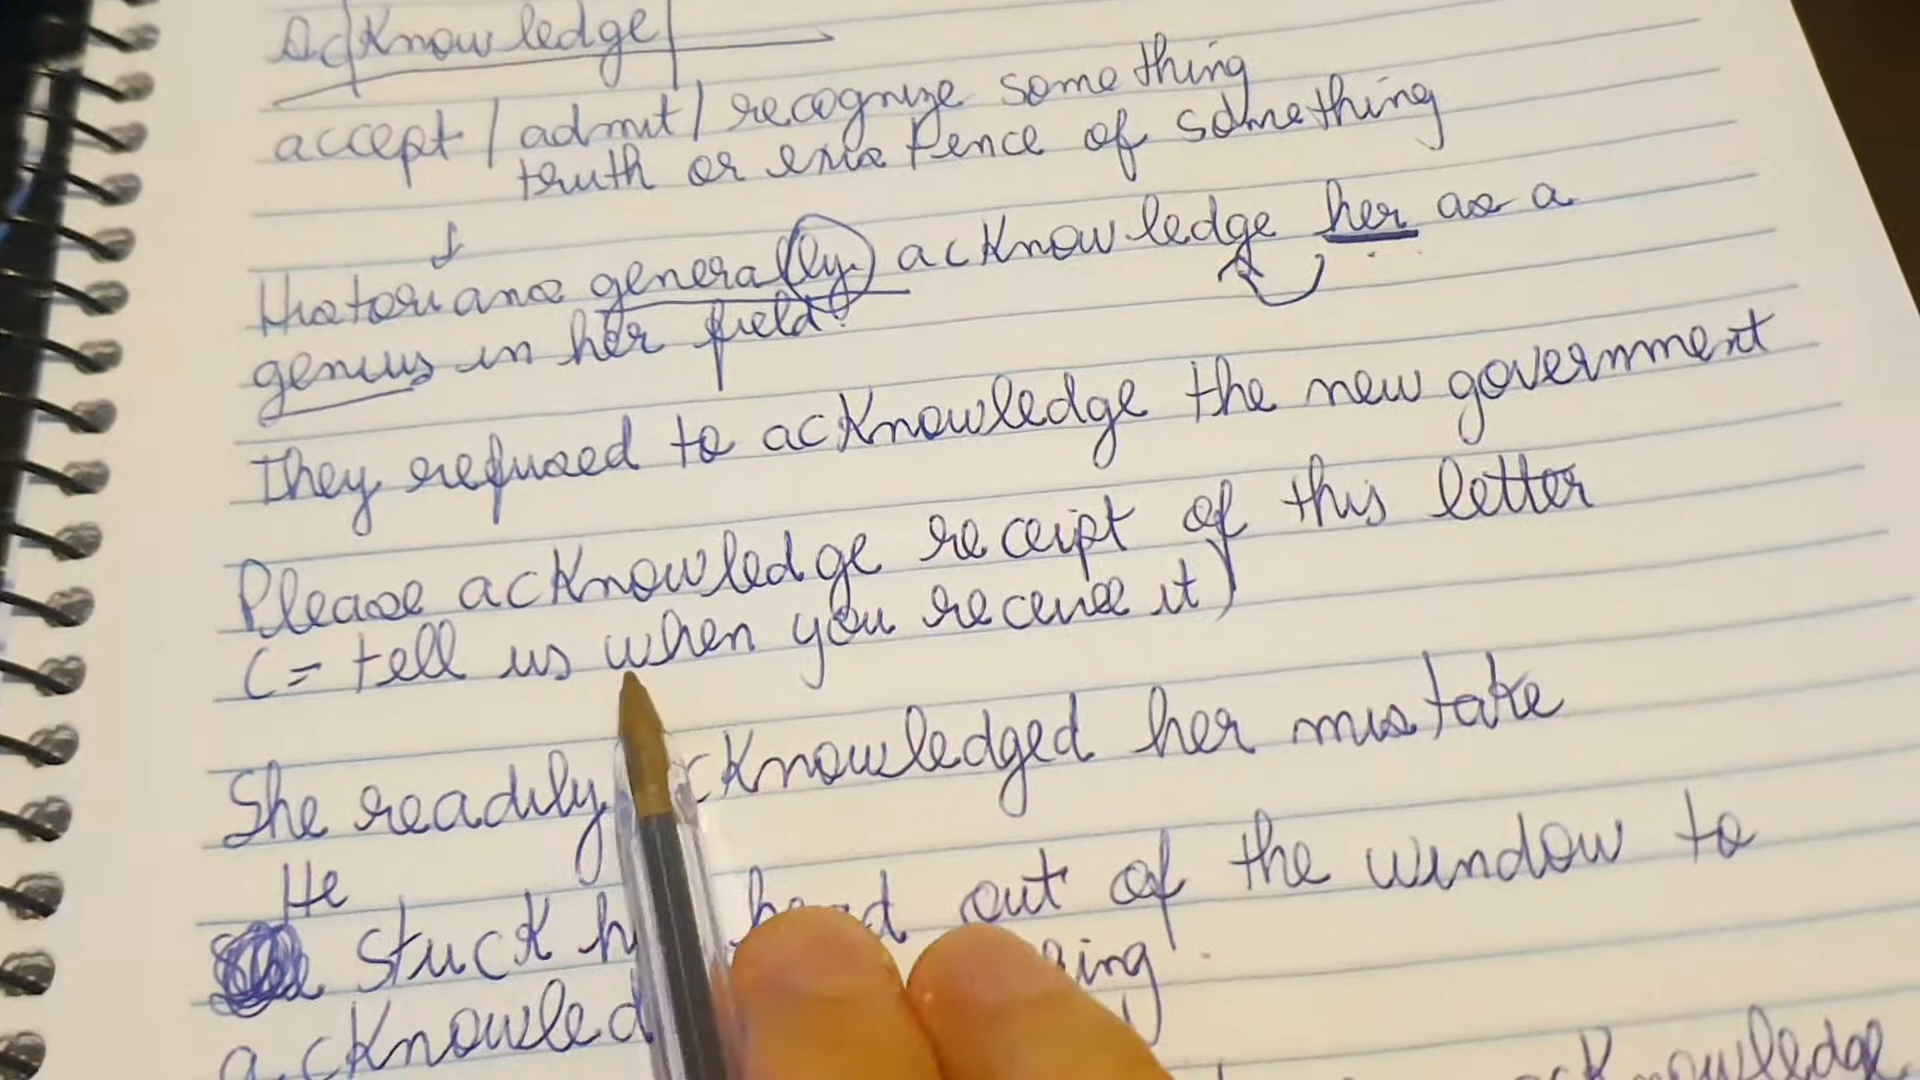 Acknowledge
accept / admit / recognize something
truth or existence of something
Historians generally acknowledge her as a
genius in her field.
They refused to acknowledge the new government
Please acknowledge receipt of this letter
(= tell us when you receive it)
She readily acknowledged her mistake
He
stuck head out of the window to
acknowledge